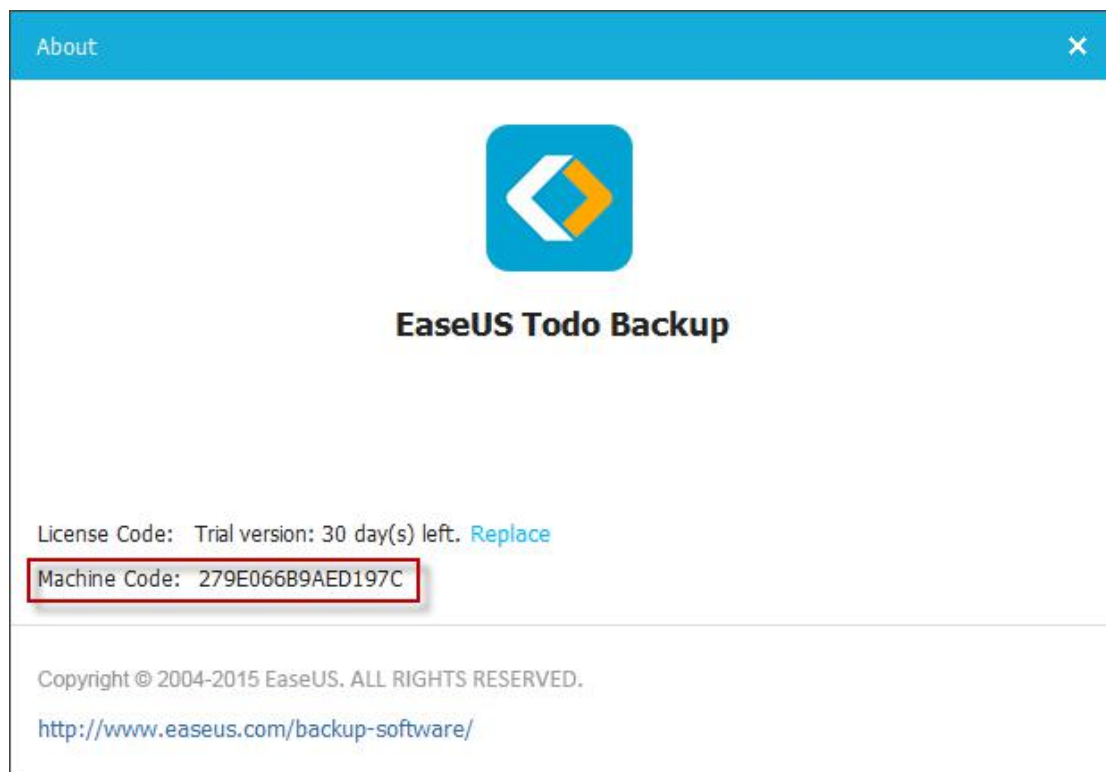 About
EaseUS Todo Backup
License Code: Trial version: 30 day(s) left. Replace
Machine Code: 279E066B9AED197C
Copyright © 2004-2015 EaseUS. ALL RIGHTS RESERVED.
http://www.easeus.com/backup-software/